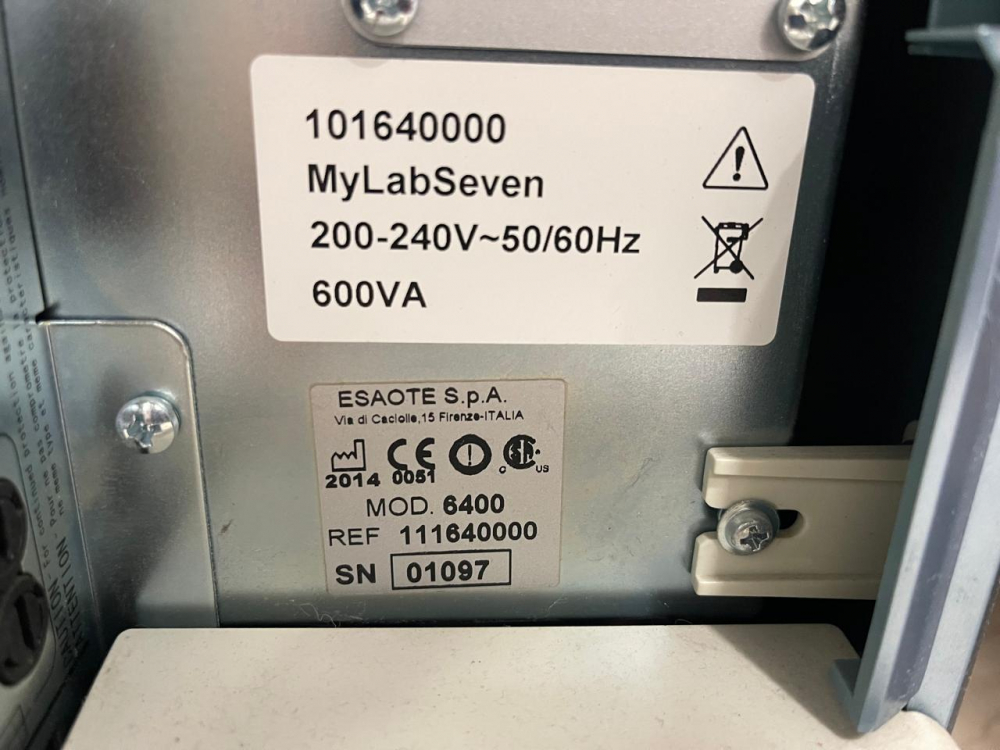 101640000
MyLabSeven
200-240V~50/60Hz
600VA
ESAOTE S.p.A.
Via di Caciolle,15 Firenze-ITALIA
2014 0051
MOD. 6400
REF 111640000
SN 01097